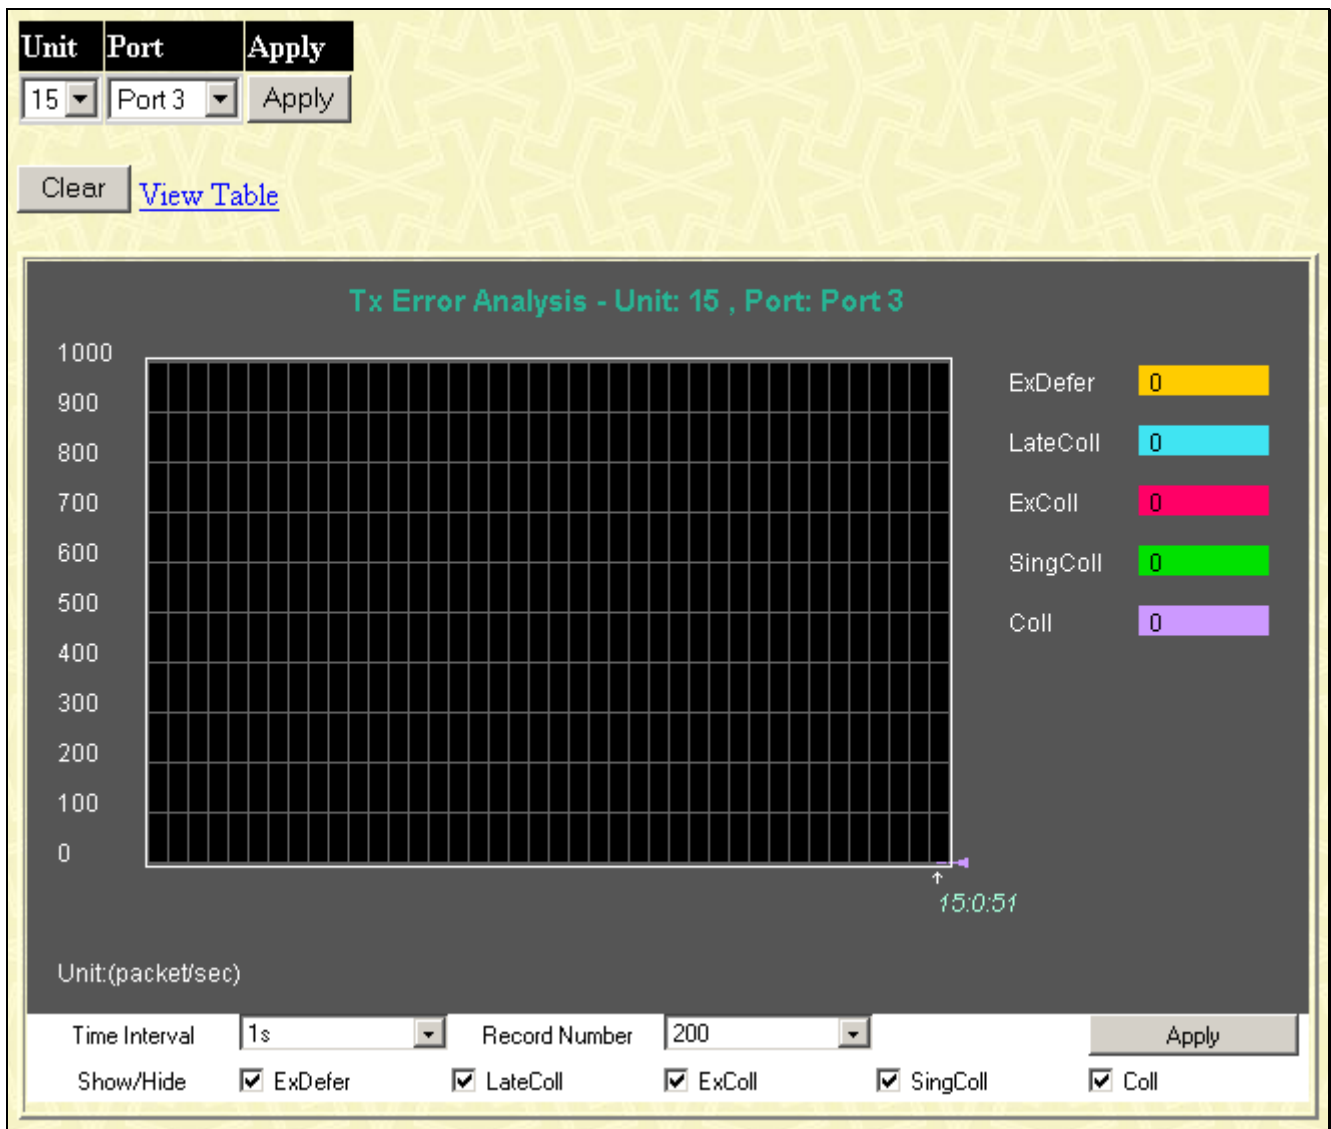 Unit Port Apply
15 Port 3 Apply
Clear View Table
Tx Error Analysis - Unit: 15 , Port: Port 3
1000
900
800
700
600
500
400
300
200
100
0
ExDefer 0
LateColl 0
ExColl 0
SingColl 0
Coll 0
15:0:51
Unit:(packet/sec)
Time Interval 1s Record Number 200 Apply
Show/Hide ExDefer LateColl ExColl SingColl Coll